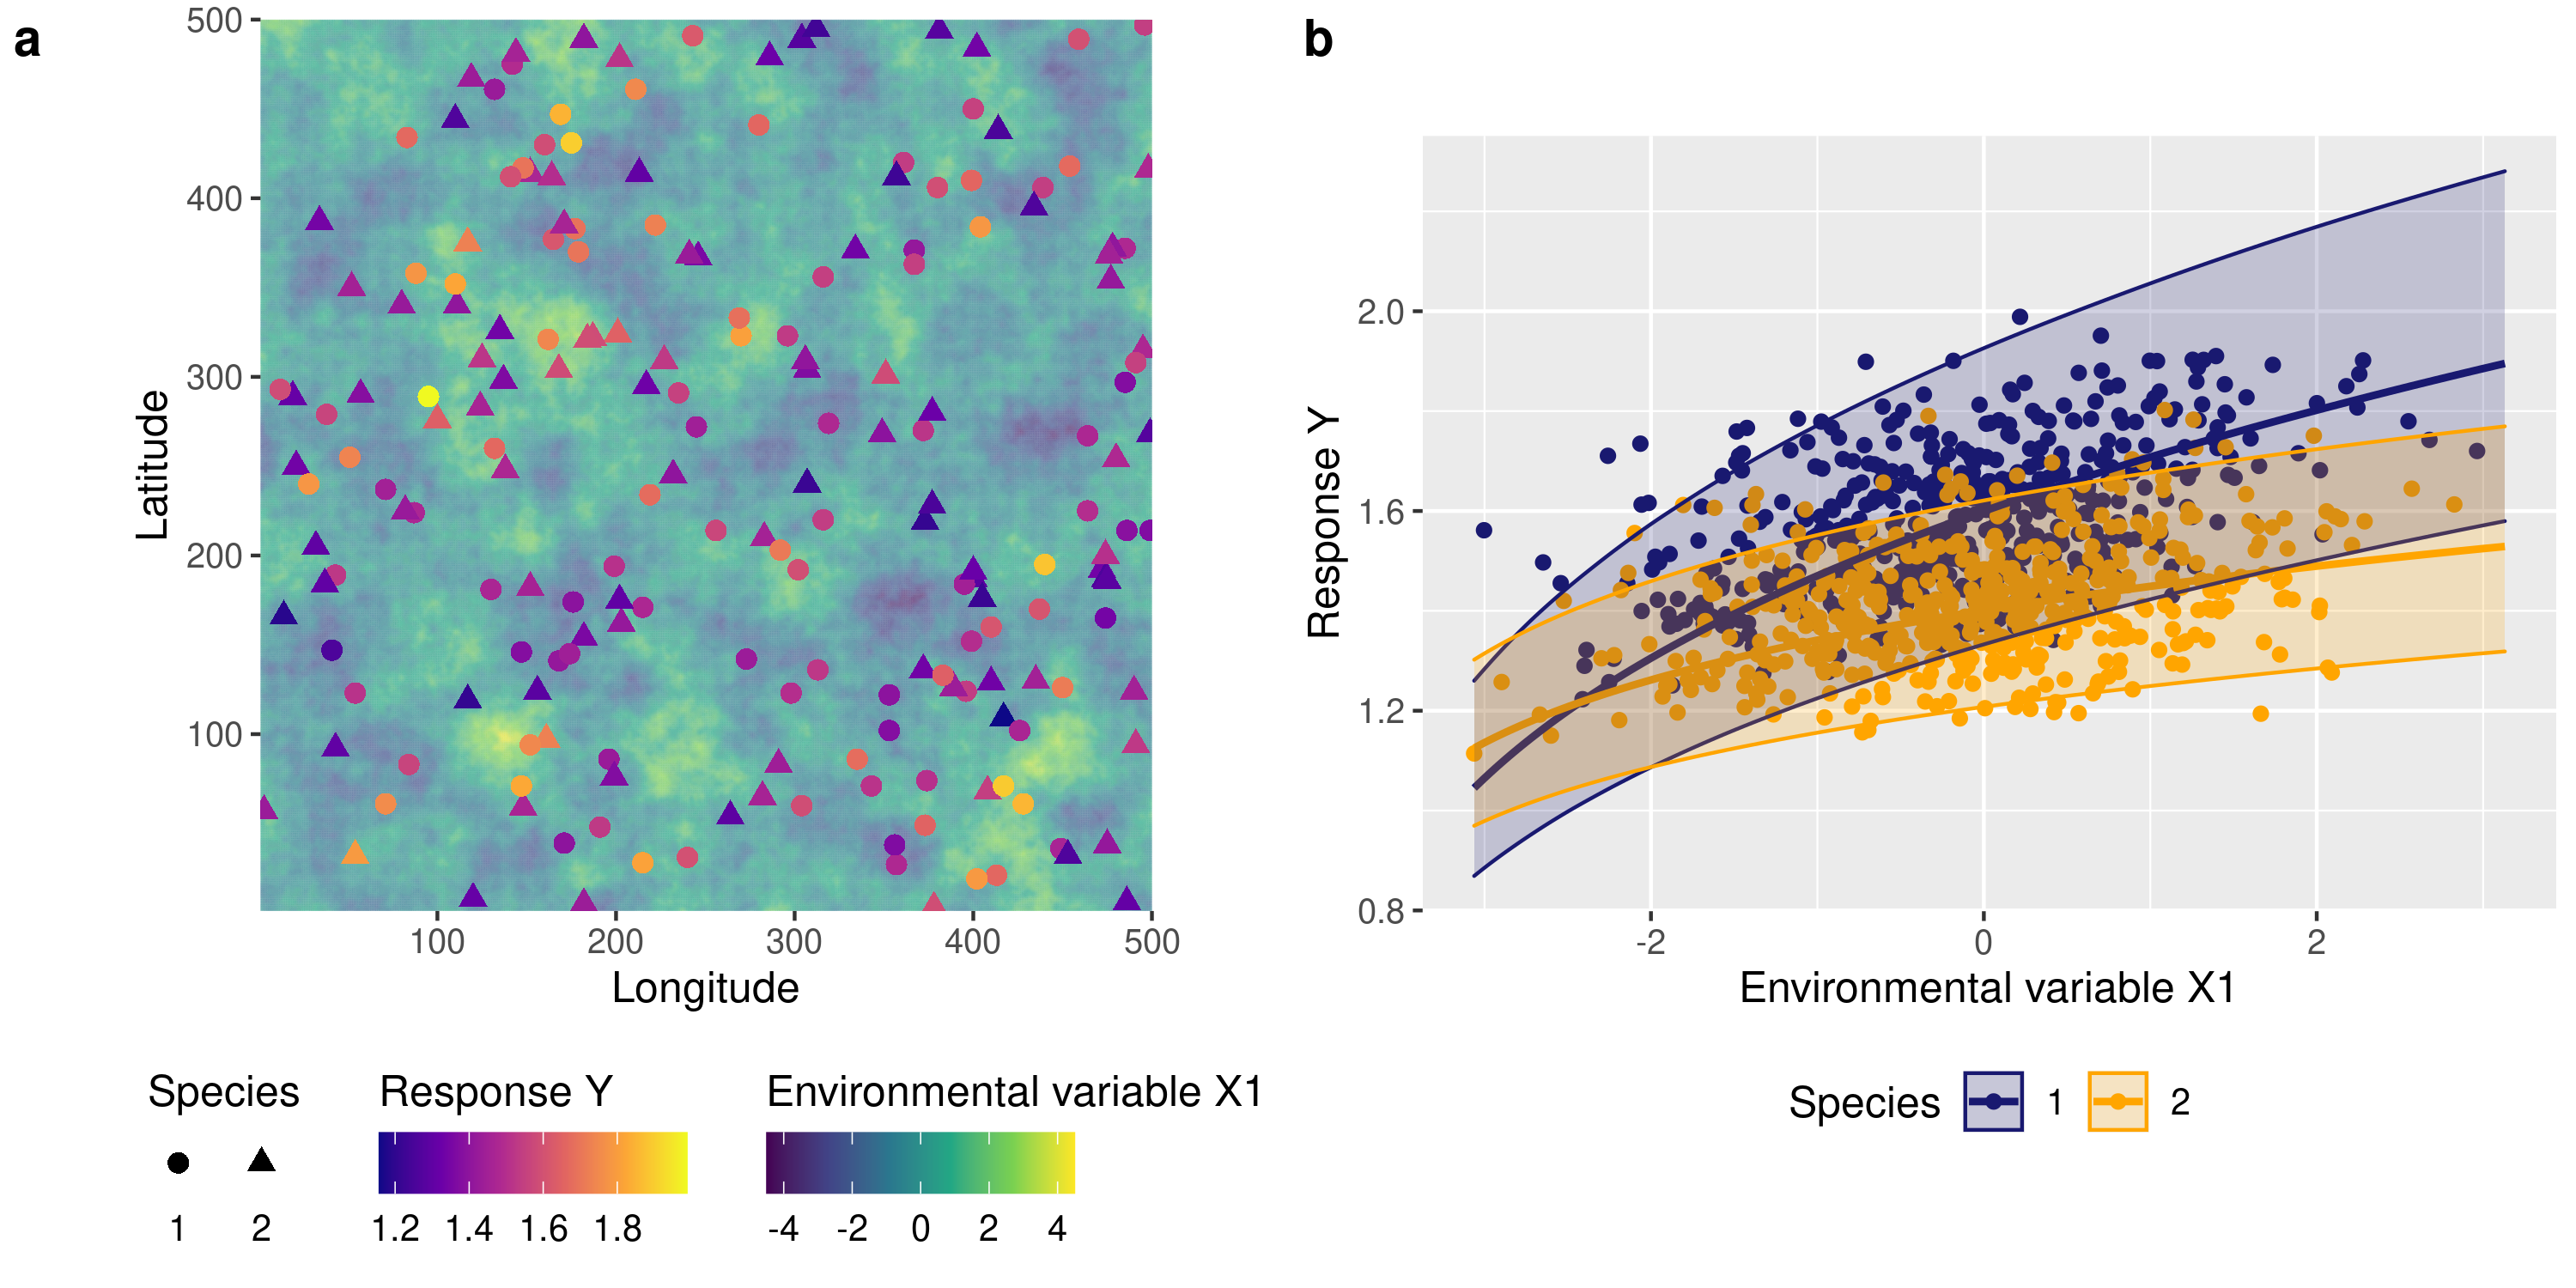 a
500
400
300
200
100
Latitude
100 200 300 400 500
Longitude
Species
1 2
Response Y
1.2 1.4 1.6 1.8
Environmental variable X1
-4 -2 0 2 4
b
2.0
1.6
1.2
0.8
Response Y
-2 0 2
Environmental variable X1
Species 1 2